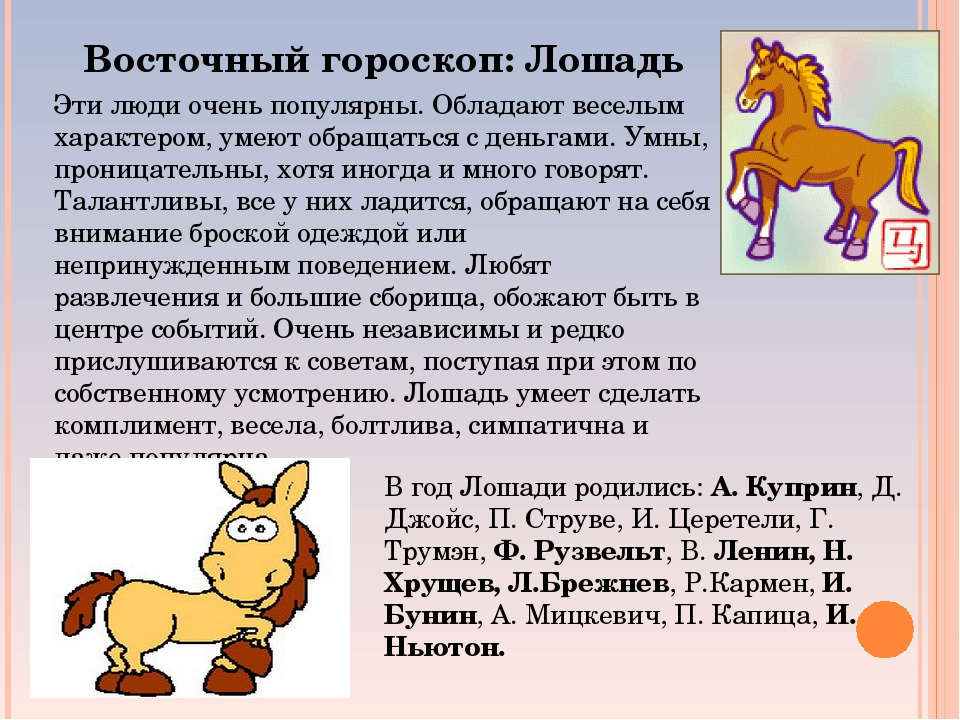 Восточный гороскоп: Лошадь
Эти люди очень популярны. Обладают веселым
характером, умеют обращаться с деньгами. Умны,
проницательны, хотя иногда и много говорят.
Талантливы, все у них ладится, обращают на себя
внимание броской одеждой или
непринужденным поведением. Любят
развлечения и большие сборища, обожают быть в
центре событий. Очень независимы и редко
прислушиваются к советам, поступая при этом по
собственному усмотрению. Лошадь умеет сделать
комплимент, весела, болтлива, симпатична и
даже популярна
马
В год Лошади родились: А. Куприн, Д.
Джойс, П. Струве, И. Церетели, Г.
Трумэн, Ф. Рузвельт, В. Ленин, Н.
Хрущев, Л.Брежнев, Р.Кармен, И.
Бунин, А. Мицкевич, П. Капица, И.
Ньютон.